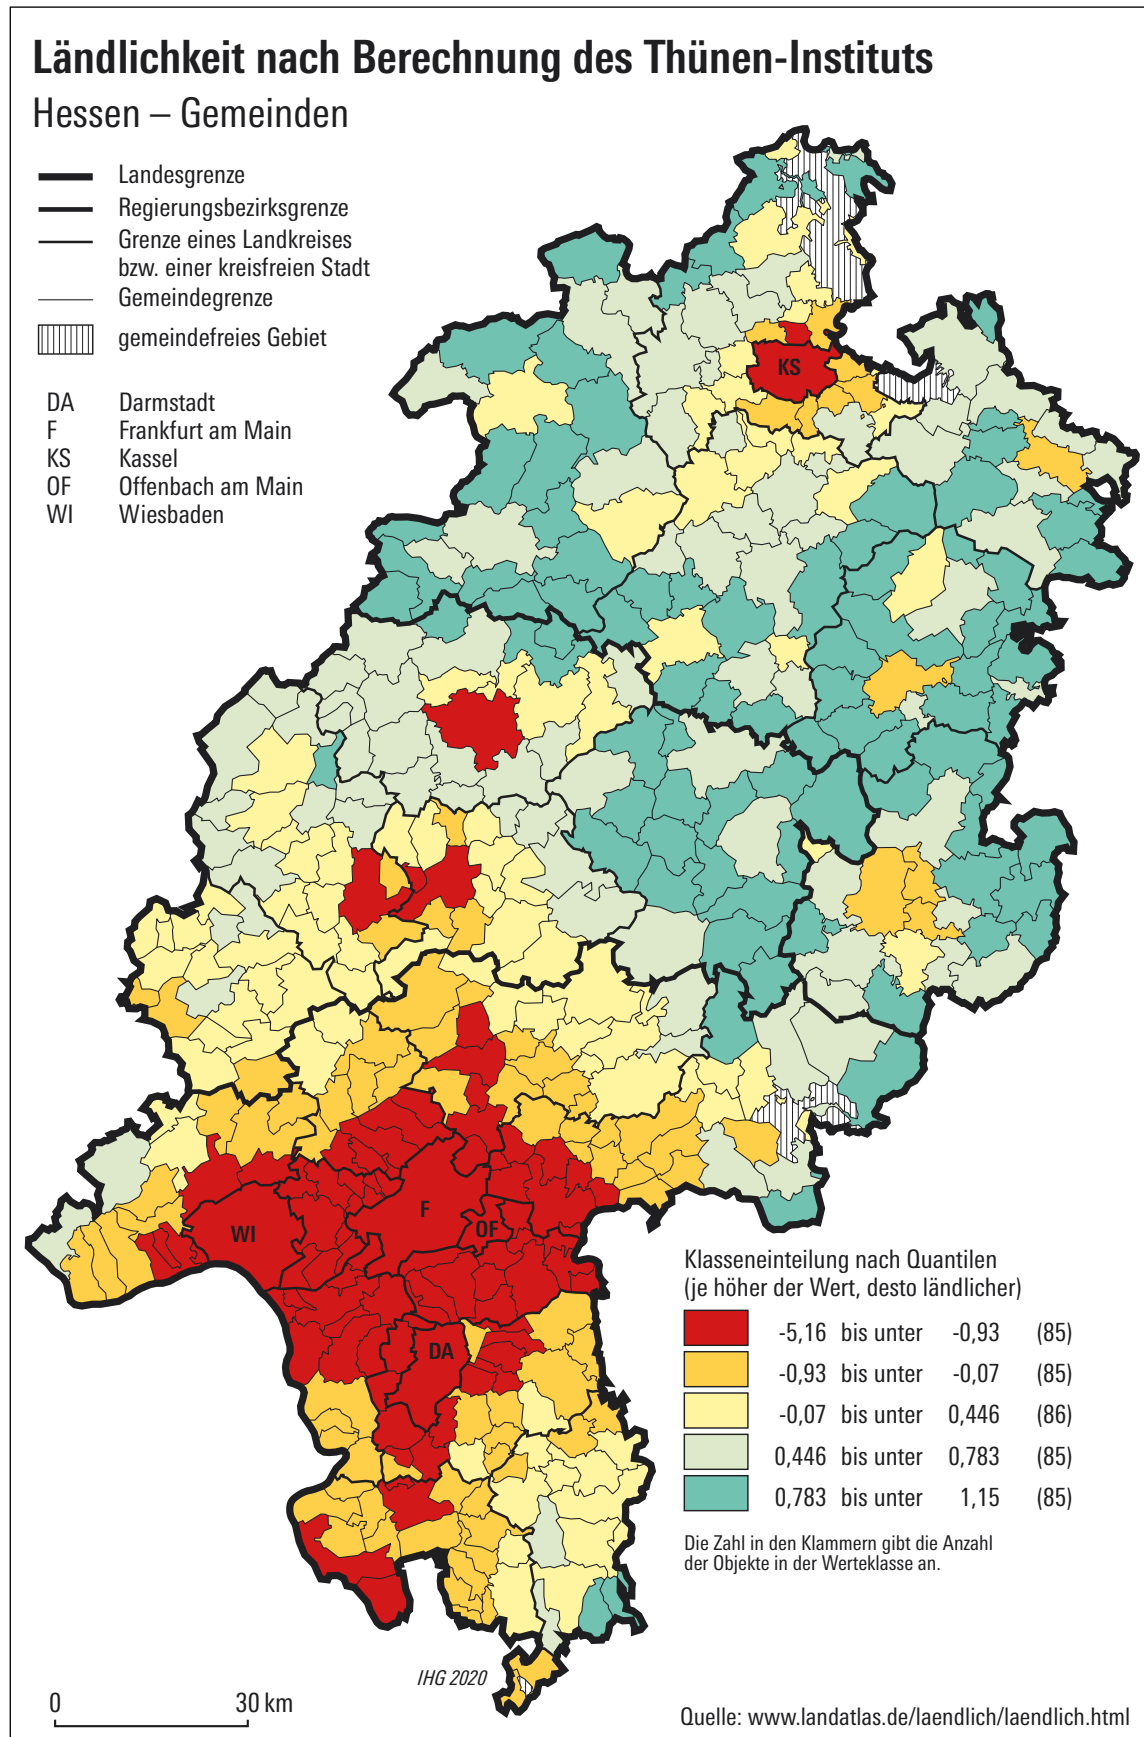 Ländlichkeit nach Berechnung des Thünen-Instituts
Hessen – Gemeinden
Landesgrenze
Regierungsbezirksgrenze
Grenze eines Landkreises
bzw. einer kreisfreien Stadt
Gemeindegrenze
gemeindefreies Gebiet
DA Darmstadt
F Frankfurt am Main
KS Kassel
OF Offenbach am Main
WI Wiesbaden
KS
F
WI
OF
DA
Klasseneinteilung nach Quantilen
(je höher der Wert, desto ländlicher)
-5,16 bis unter -0,93 (85)
-0,93 bis unter -0,07 (85)
-0,07 bis unter 0,446 (86)
0,446 bis unter 0,783 (85)
0,783 bis unter 1,15 (85)
Die Zahl in den Klammern gibt die Anzahl
der Objekte in der Werteklasse an.
IHG 2020
0 30 km
Quelle: www.landatlas.de/laendlich/laendlich.html